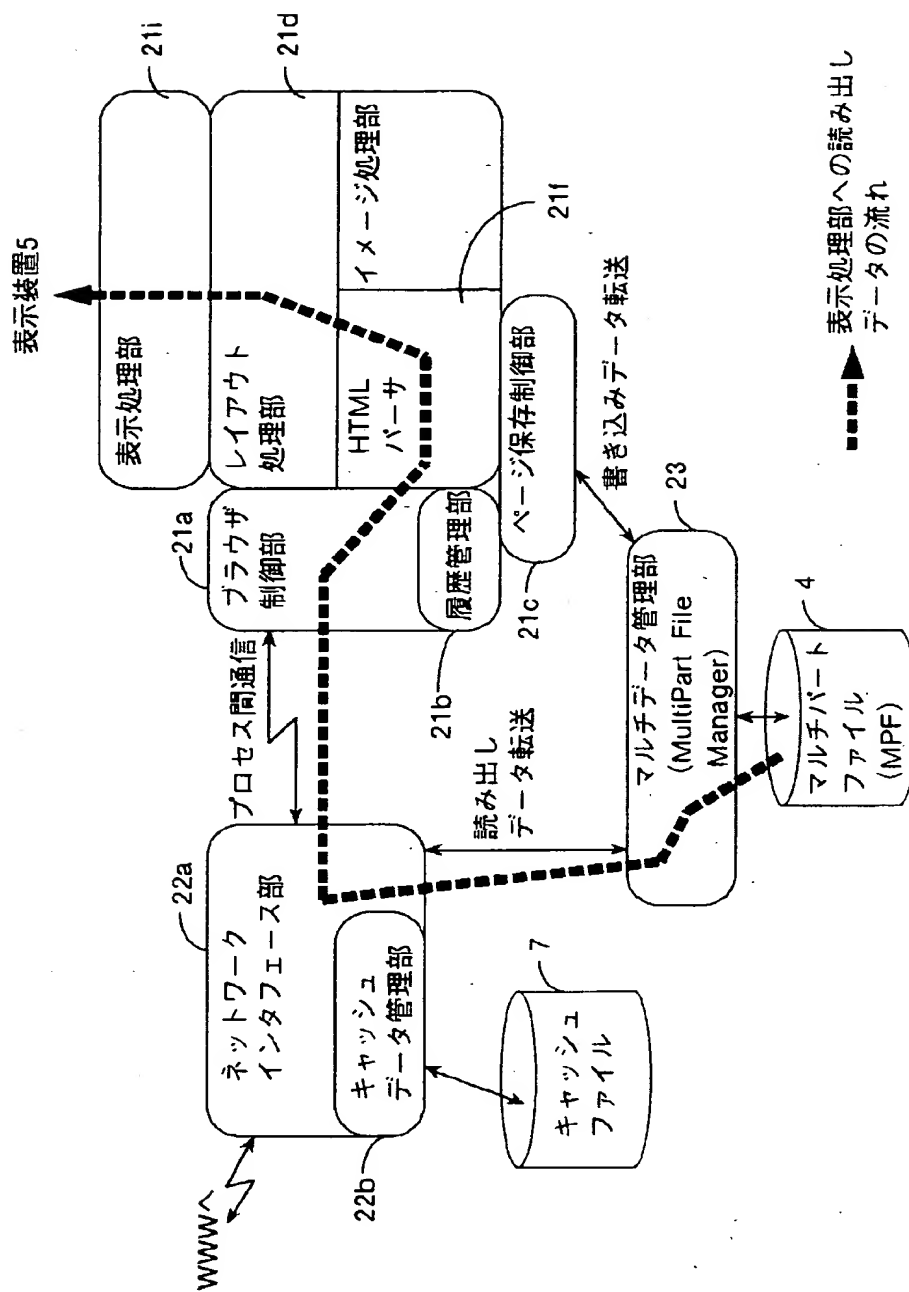 表示装置5
表示処理部
21i
レイアウト
処理部
21d
HTML
パーサ
イメージ処理部
21f
ブラウザ
制御部
21a
履歴管理部
21b
ページ保存制御部
21c
プロセス間通信
書き込みデータ転送
WWWへ
ネットワーク
インタフェース部
22a
キャッシュ
データ管理部
22b
キャッシュ
ファイル
7
読み出し
データ転送
マルチデータ管理部
(MultiPart File
Manager)
23
マルチパート
ファイル
(MPF)
4
表示処理部への読み出し
データの流れ